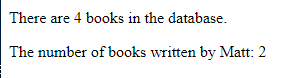 There are 4 books in the database.
The number of books written by Matt: 2